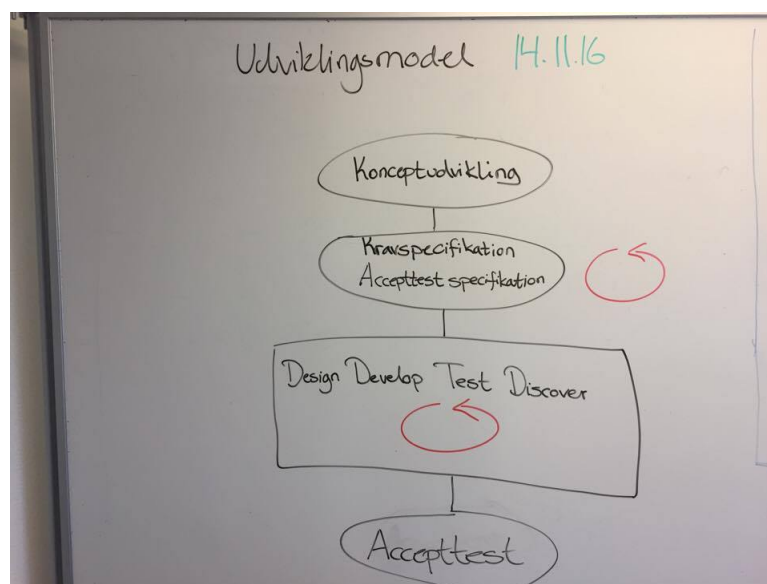 Udviklingsmodel 14.11.16
Konceptudvikling
Kravspecifikation
Accepttest specifikation
Design Develop Test Discover
Accepttest